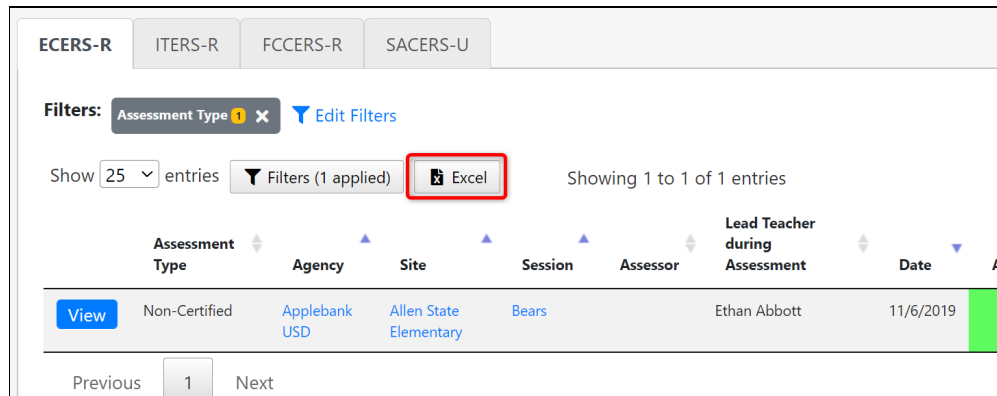 ECERS-R ITERS-R FCCERS-R SACERS-U
Filters: Assessment Type 1 Edit Filters
Show 25 entries Filters (1 applied) Excel Showing 1 to 1 of 1 entries
Assessment Type Agency Site Session Assessor Lead Teacher during Assessment Date
View Non-Certified Applebank USD Allen State Elementary Bears Ethan Abbott 11/6/2019
Previous 1 Next